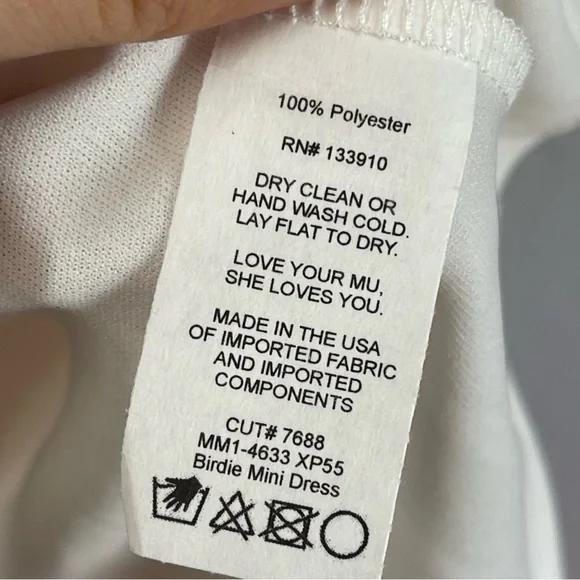 100% Polyester
RN# 133910
DRY CLEAN OR
HAND WASH COLD.
LAY FLAT TO DRY.
LOVE YOUR MU,
SHE LOVES YOU.
MADE IN THE USA
OF IMPORTED FABRIC
AND IMPORTED
COMPONENTS
CUT# 7688
MM1-4633 XP55
Birdie Mini Dress